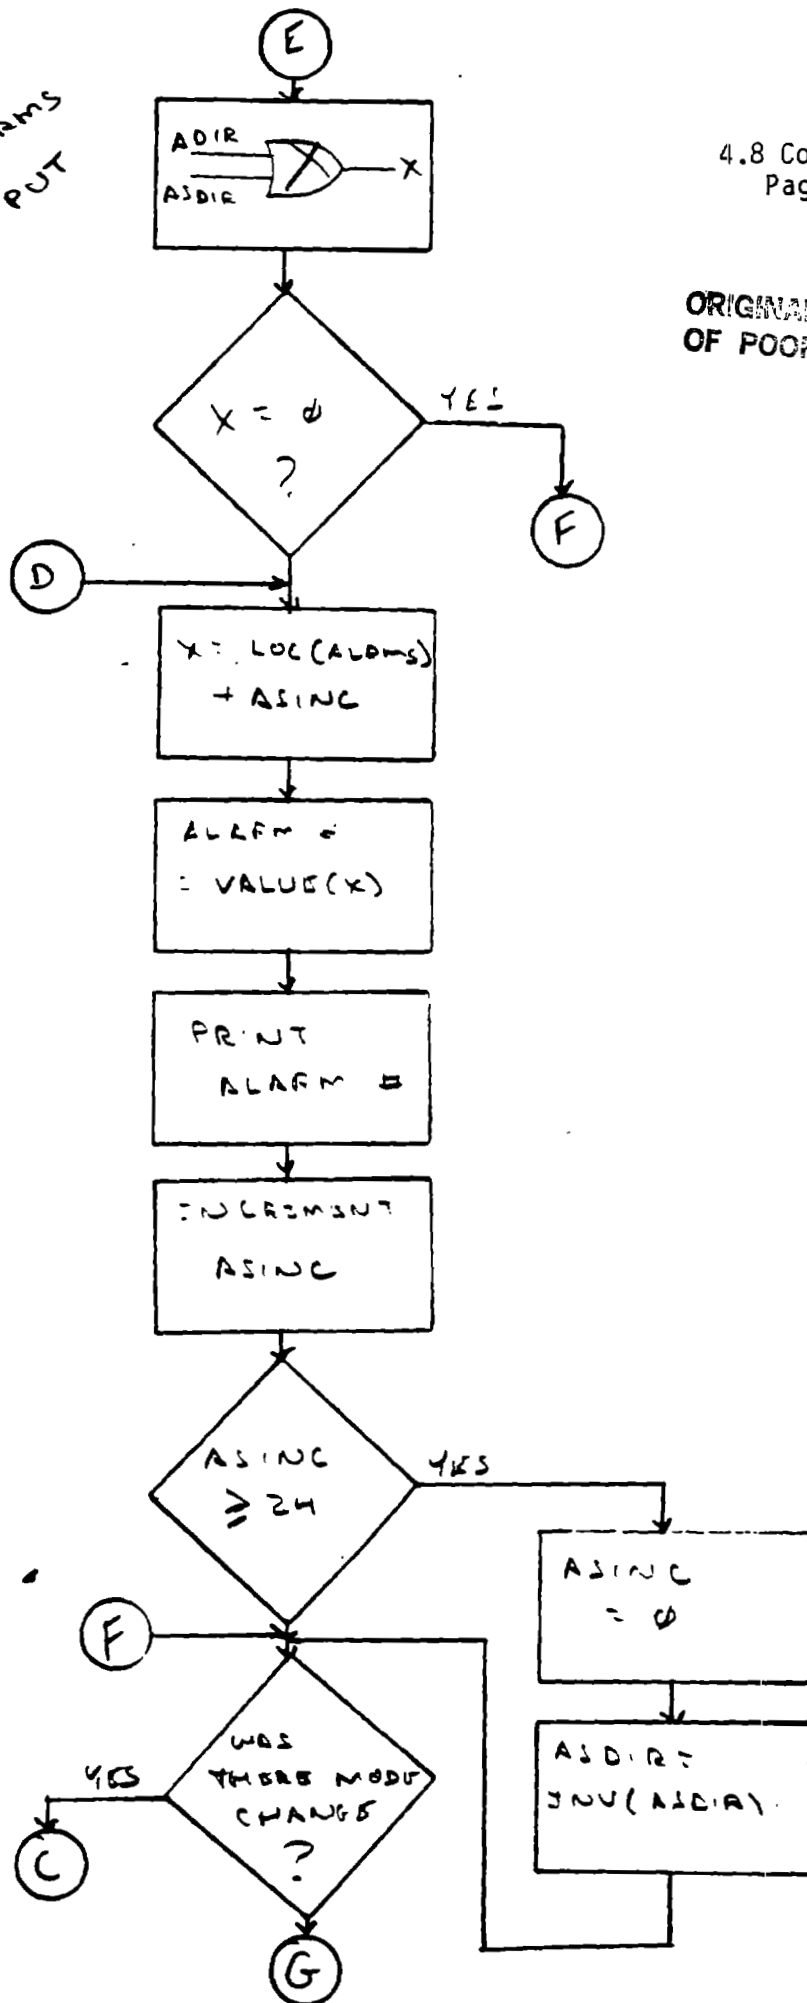 E
PUT
ADIR
X
ASDIR
4.8 Co
Pag
ORIGINAL
OF POOR
X = ϕ
?
YES
F
D
X = LOC(ALRMS)
+ ASINC
ALARM
= VALUE(X)
PRINT
ALARM #
INCREMENT
ASINC
ASINC
≥ 24
YES
ASINC
= ϕ
F
WAS
THERE MODE
CHANGE
?
YES
ASDIR =
INV(ASDIR)
C
G